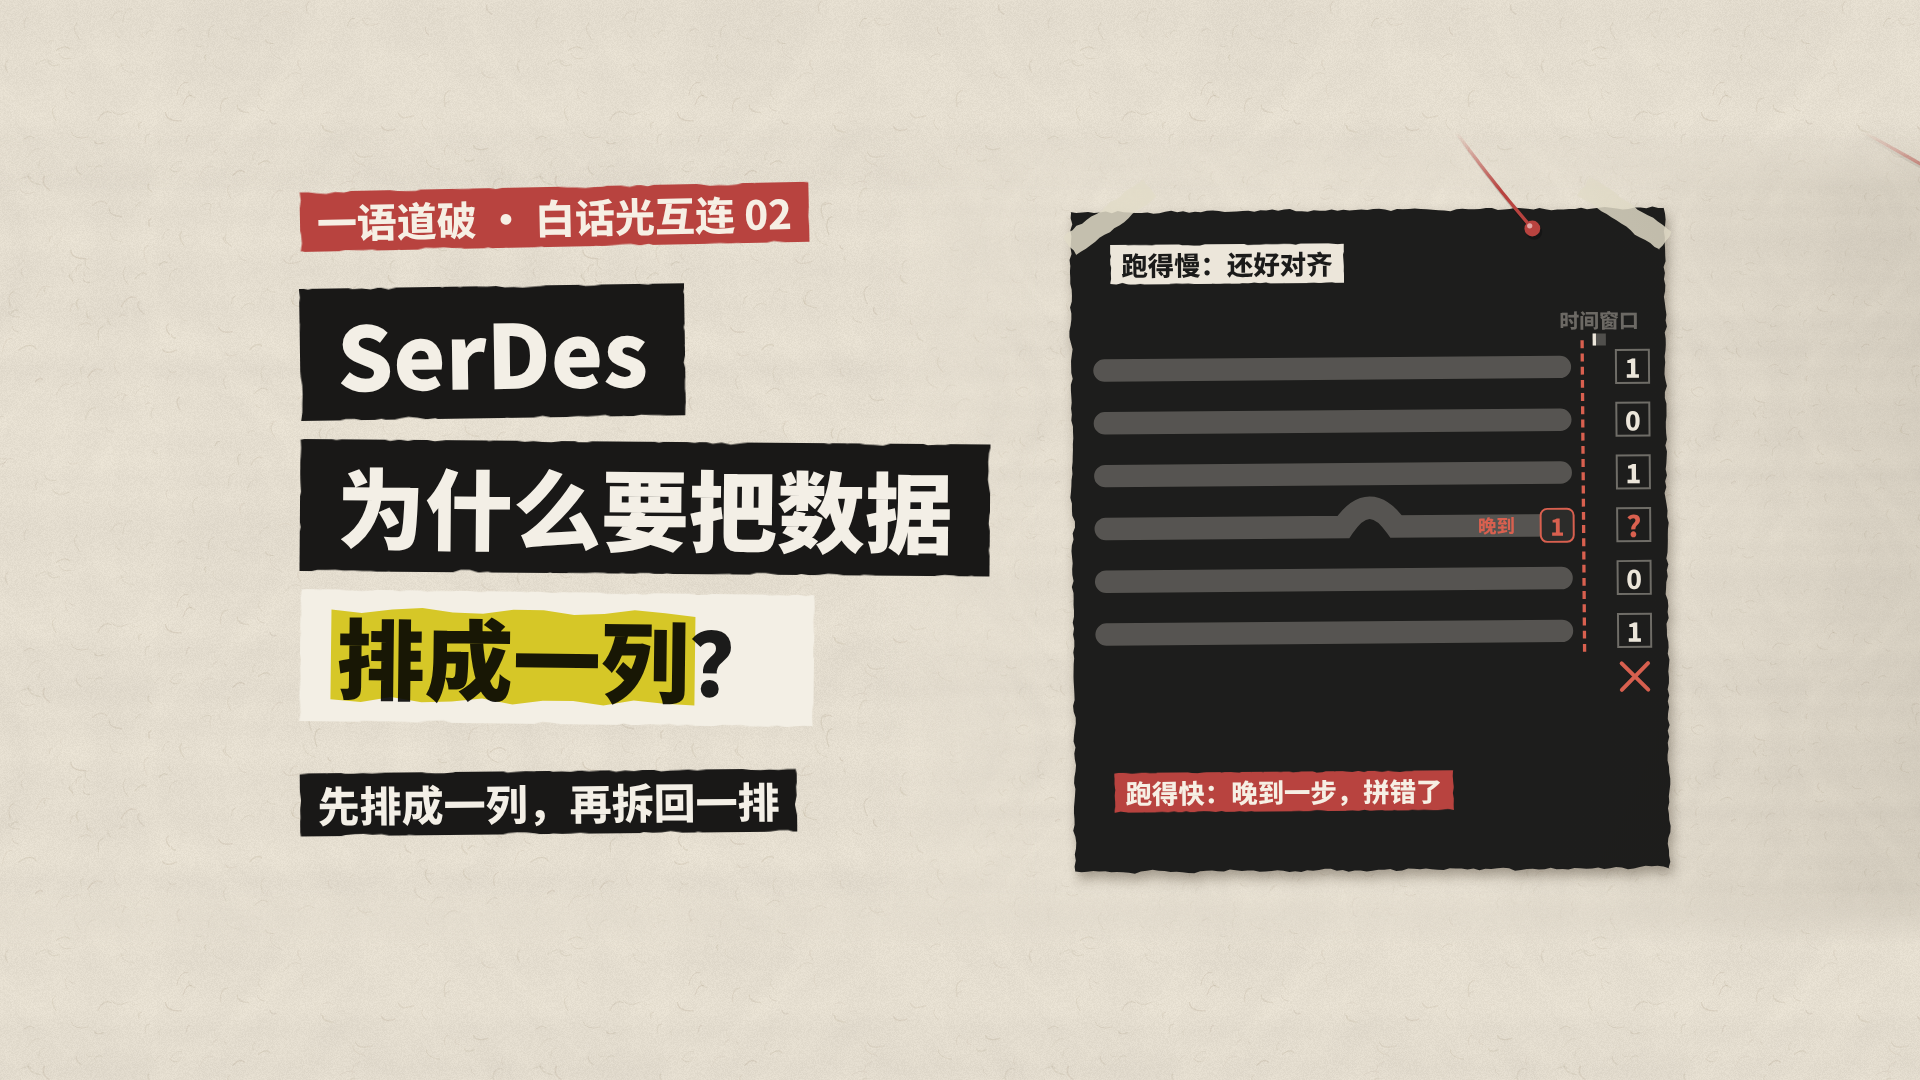 一语道破 · 白话光互连 02
SerDes
为什么要把数据
排成一列?
先排成一列，再拆回一排
跑得慢：还好对齐
时间窗口
1
0
1
晚到 1 ?
0
1
跑得快：晚到一步，拼错了